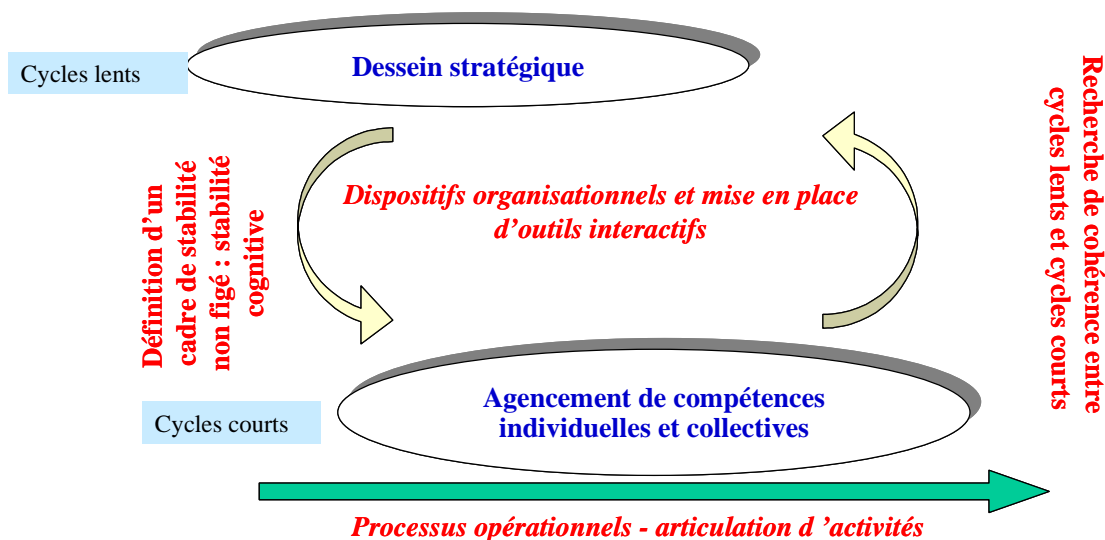 Dessein stratégique
Cycles lents
Définition d’un
cadre de stabilité
non figé : stabilité
cognitive
Dispositifs organisationnels et mise en place
d’outils interactifs
Recherche de cohérence entre
cycles lents et cycles courts
Agencement de compétences
individuelles et collectives
Cycles courts
Processus opérationnels - articulation d ’activités